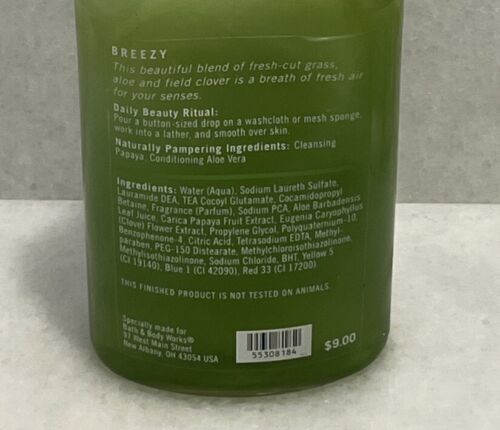 BREEZY
This beautiful blend of fresh-cut grass,
aloe and field clover is a breath of fresh air
for your senses.
Daily Beauty Ritual:
Pour a button-sized drop on a washcloth or mesh sponge,
work into a lather, and smooth over skin.
Naturally Pampering Ingredients: Cleansing
Papaya, Conditioning Aloe Vera
Ingredients: Water (Aqua), Sodium Laureth Sulfate,
Lauramide DEA, TEA Cocoyl Glutamate, Cocamidopropyl
Betaine, Fragrance (Parfum), Sodium PCA, Aloe Barbadensis
Leaf Juice, Carica Papaya Fruit Extract, Eugenia Caryophyllus
(Clove) Flower Extract, Propylene Glycol, Polyquaternium-10,
Benzophenone-4, Citric Acid, Tetrasodium EDTA, Methyl-
paraben, PEG-150 Distearate, Methylchloroisothiazolinone,
Methylisothiazolinone, Sodium Chloride, BHT, Yellow 5
(CI 19140), Blue 1 (CI 42090), Red 33 (CI 17200)
THIS FINISHED PRODUCT IS NOT TESTED ON ANIMALS.
Specially made for
Bath & Body Works®
97 West Main Street
New Albany, OH 43054 USA
55308184
$9.00